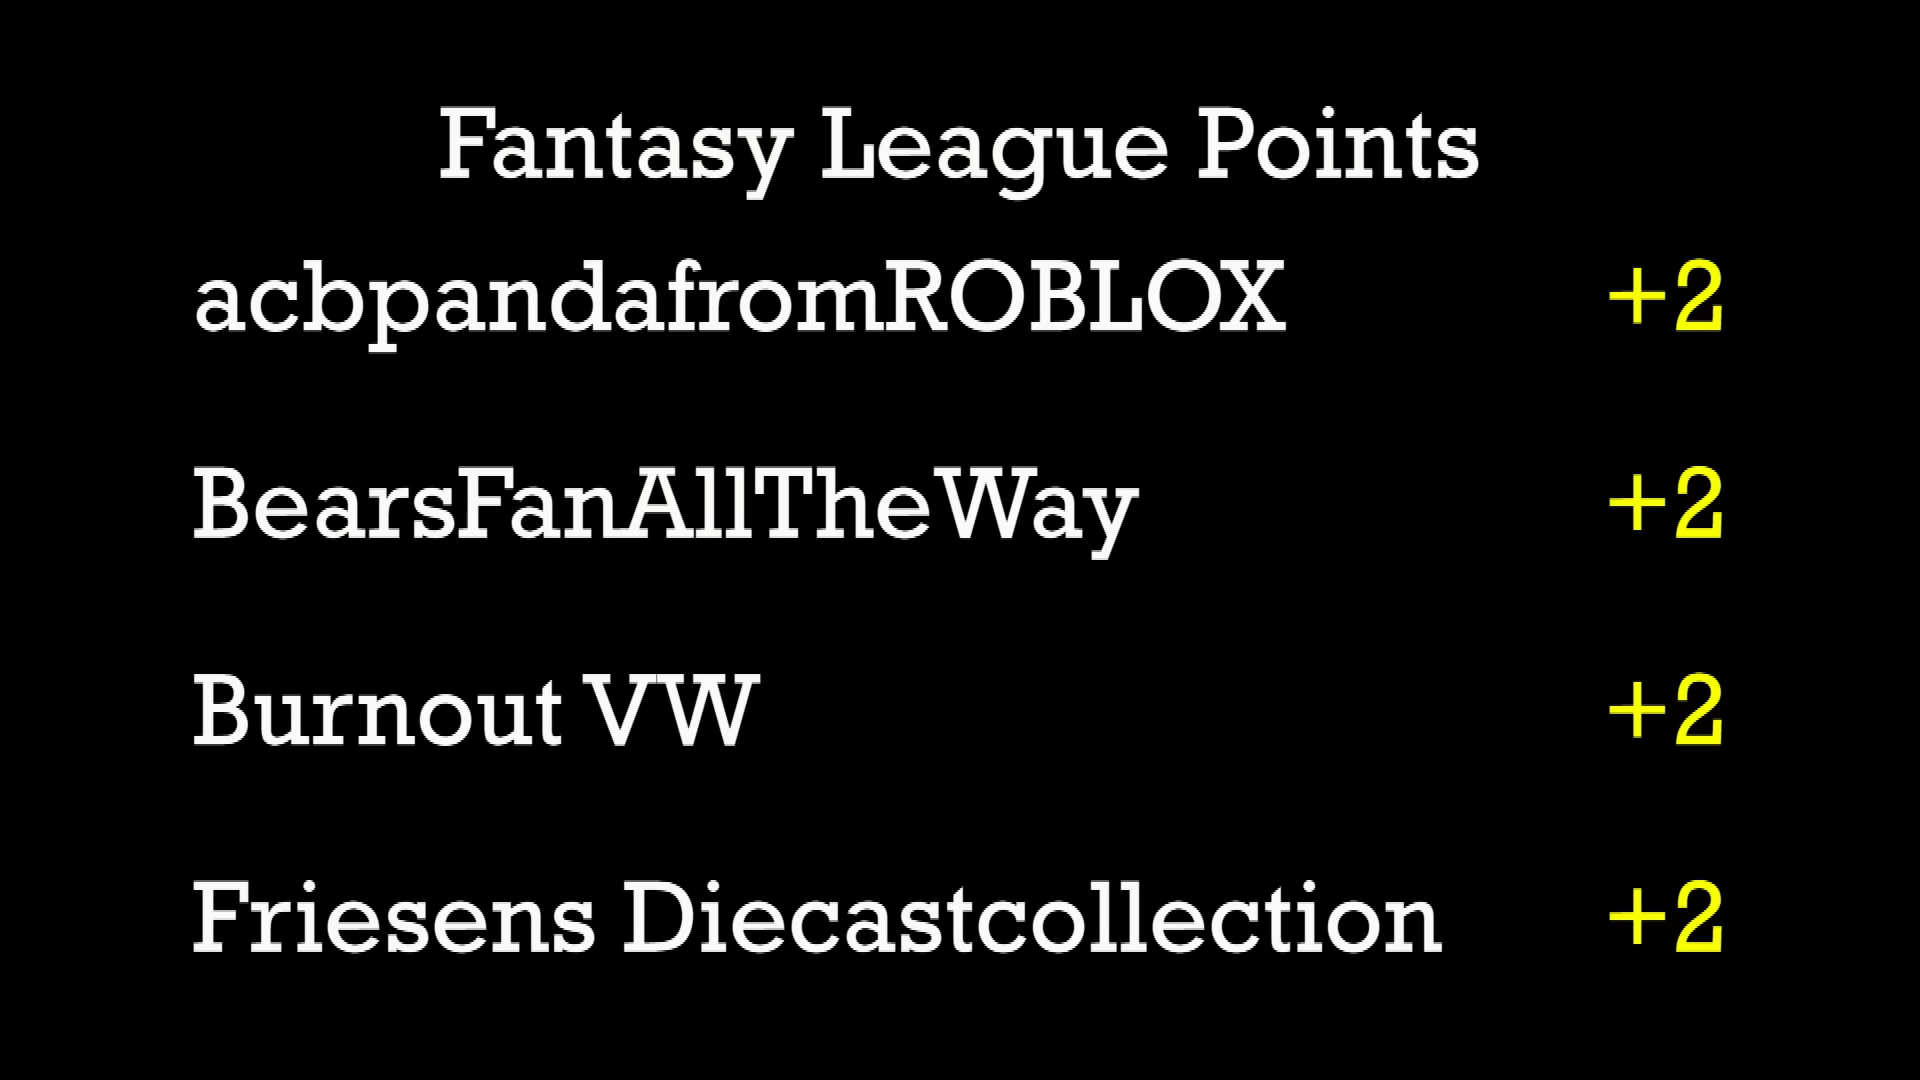 Fantasy League Points
acbpandafromROBLOX +2
BearsFanAllTheWay +2
Burnout VW +2
Friesens Diecastcollection +2